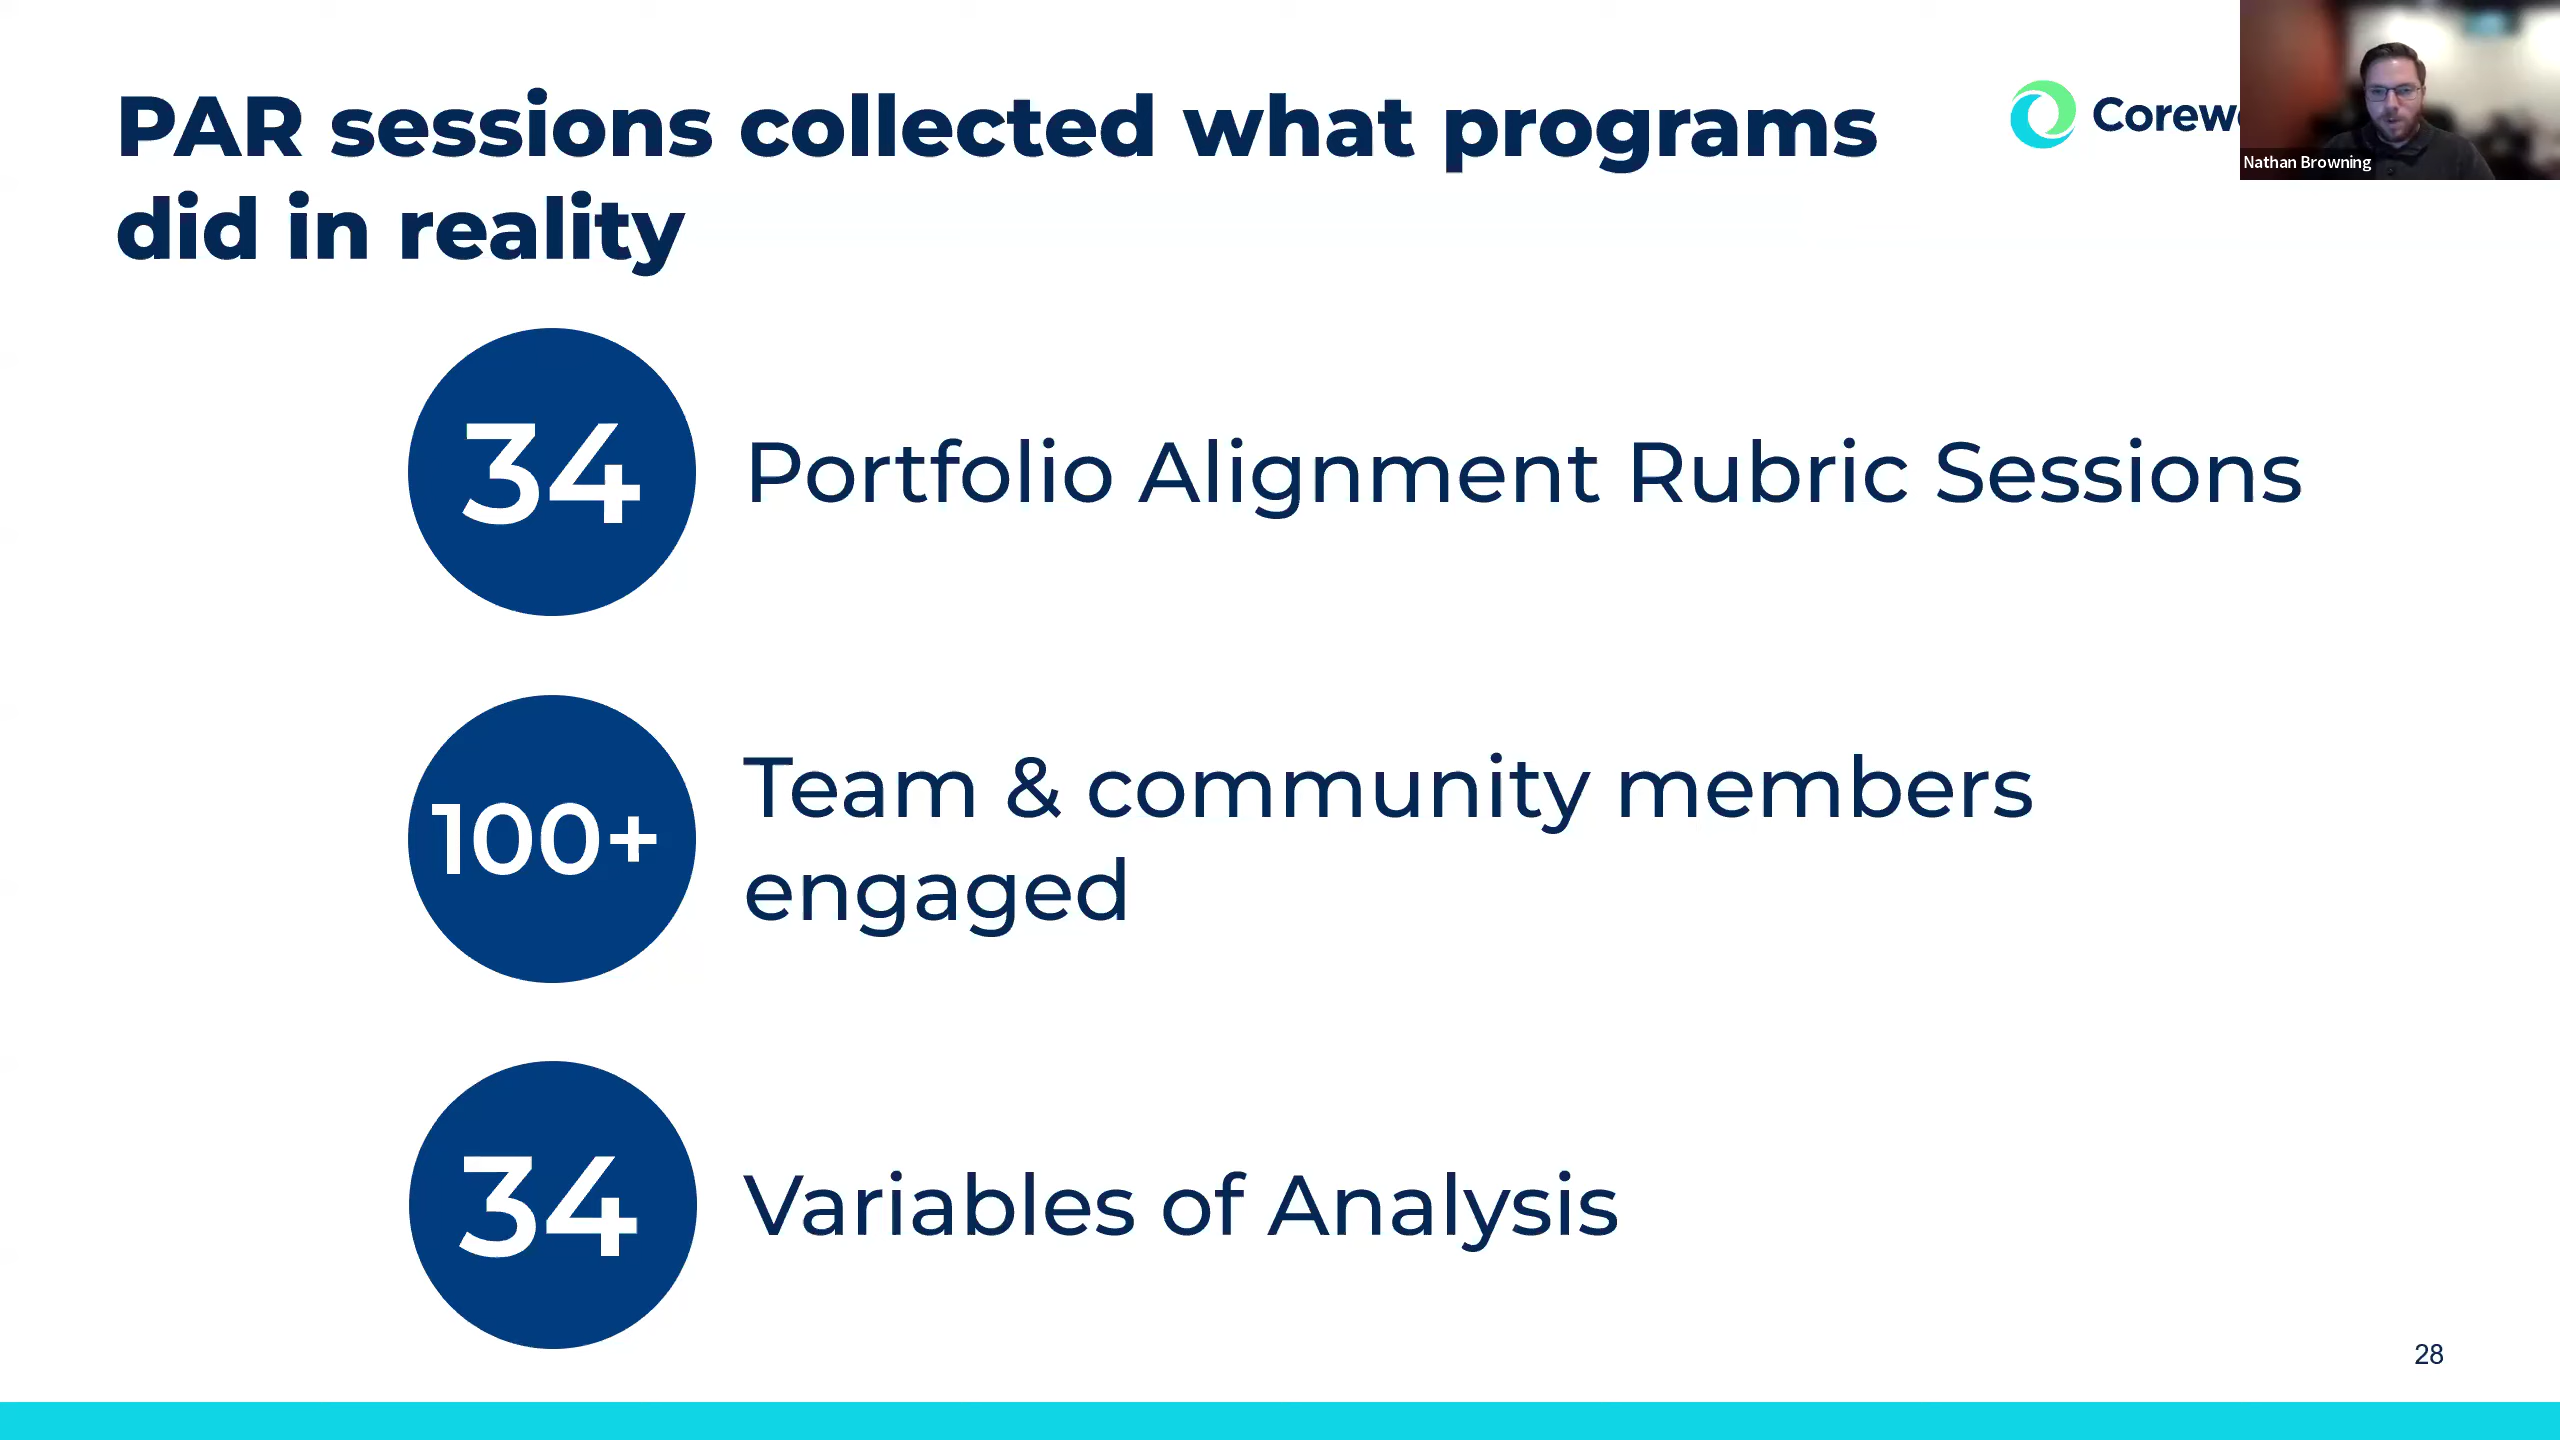 PAR sessions collected what programs
did in reality
Nathan Browning
34
Portfolio Alignment Rubric Sessions
100+
Team & community members
engaged
34
Variables of Analysis
28